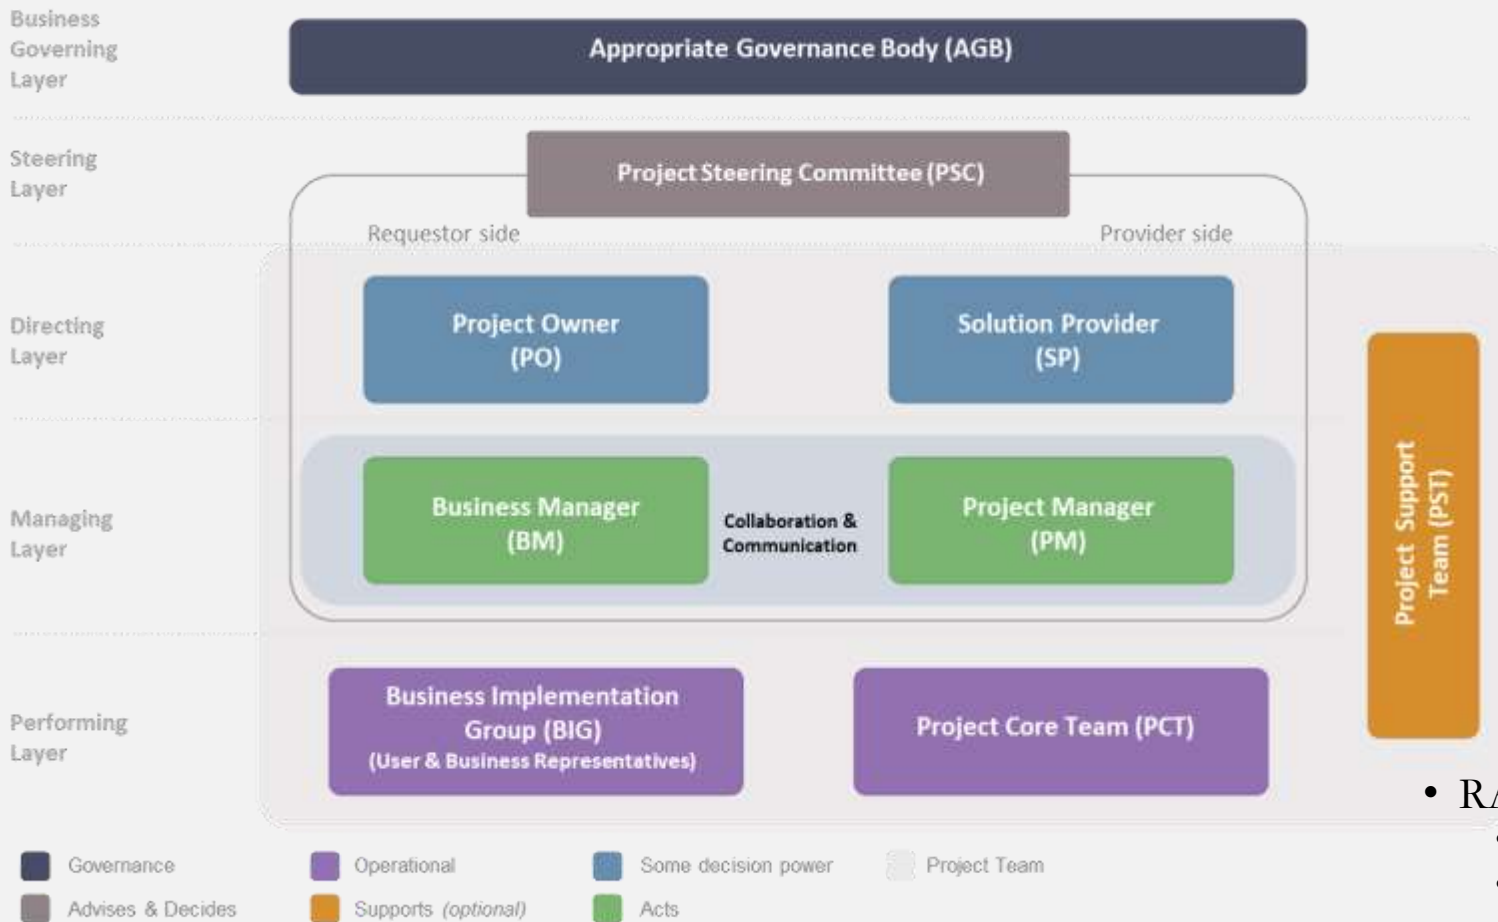 Business
Governing
Layer
Appropriate Governance Body (AGB)
Steering
Layer
Project Steering Committee (PSC)
Requestor side
Provider side
Directing
Layer
Project Owner
(PO)
Solution Provider
(SP)
Managing
Layer
Business Manager
(BM)
Collaboration &
Communication
Project Manager
(PM)
Project Support
Team (PST)
Performing
Layer
Business Implementation
Group (BIG)
(User & Business Representatives)
Project Core Team (PCT)
Governance
Operational
Some decision power
Project Team
Advises & Decides
Supports (optional)
Acts